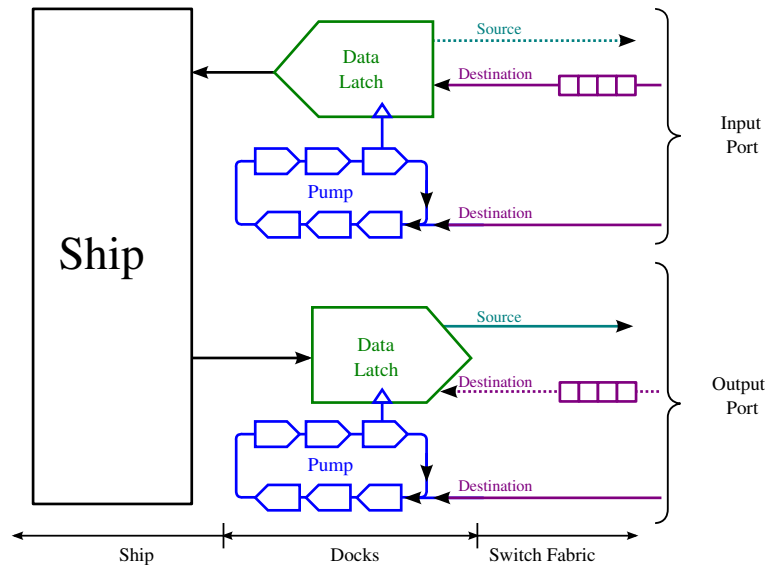 Source
Data
Latch
Destination
Input
Port
Pump
Destination
Ship
Source
Data
Latch
Destination
Output
Port
Pump
Destination
Ship
Docks
Switch Fabric